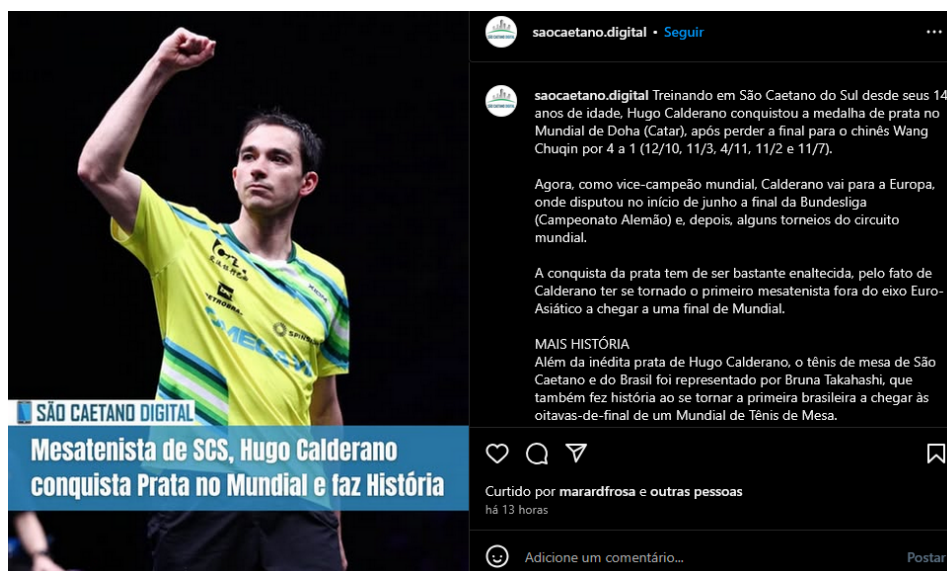 saocaetano.digital • Seguir
saocaetano.digital Treinando em São Caetano do Sul desde seus 14
anos de idade, Hugo Calderano conquistou a medalha de prata no
Mundial de Doha (Catar), após perder a final para o chinês Wang
Chuqin por 4 a 1 (12/10, 11/3, 4/11, 11/2 e 11/7).
Agora, como vice-campeão mundial, Calderano vai para a Europa,
onde disputou no início de junho a final da Bundesliga
(Campeonato Alemão) e, depois, alguns torneios do circuito
mundial.
A conquista da prata tem de ser bastante enaltecida, pelo fato de
Calderano ter se tornado o primeiro mesatenista fora do eixo Euro-
Asiático a chegar a uma final de Mundial.
MAIS HISTÓRIA
Além da inédita prata de Hugo Calderano, o tênis de mesa de São
Caetano e do Brasil foi representado por Bruna Takahashi, que
também fez história ao se tornar a primeira brasileira a chegar às
oitavas-de-final de um Mundial de Tênis de Mesa.
Curtido por marardfrosa e outras pessoas
há 13 horas
Adicione um comentário...
Postar
PETROBRAS
XIOM
SÃO CAETANO DIGITAL
Mesatenista de SCS, Hugo Calderano
conquista Prata no Mundial e faz História